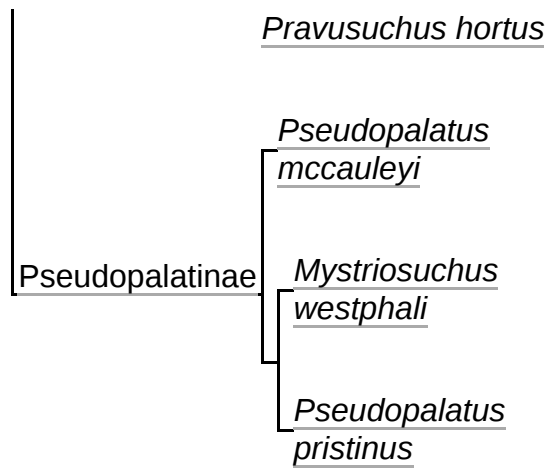 Pravusuchus hortus
Pseudopalatus
mccauleyi
Pseudopalatinae
Mystriosuchus
westphali
Pseudopalatus
pristinus